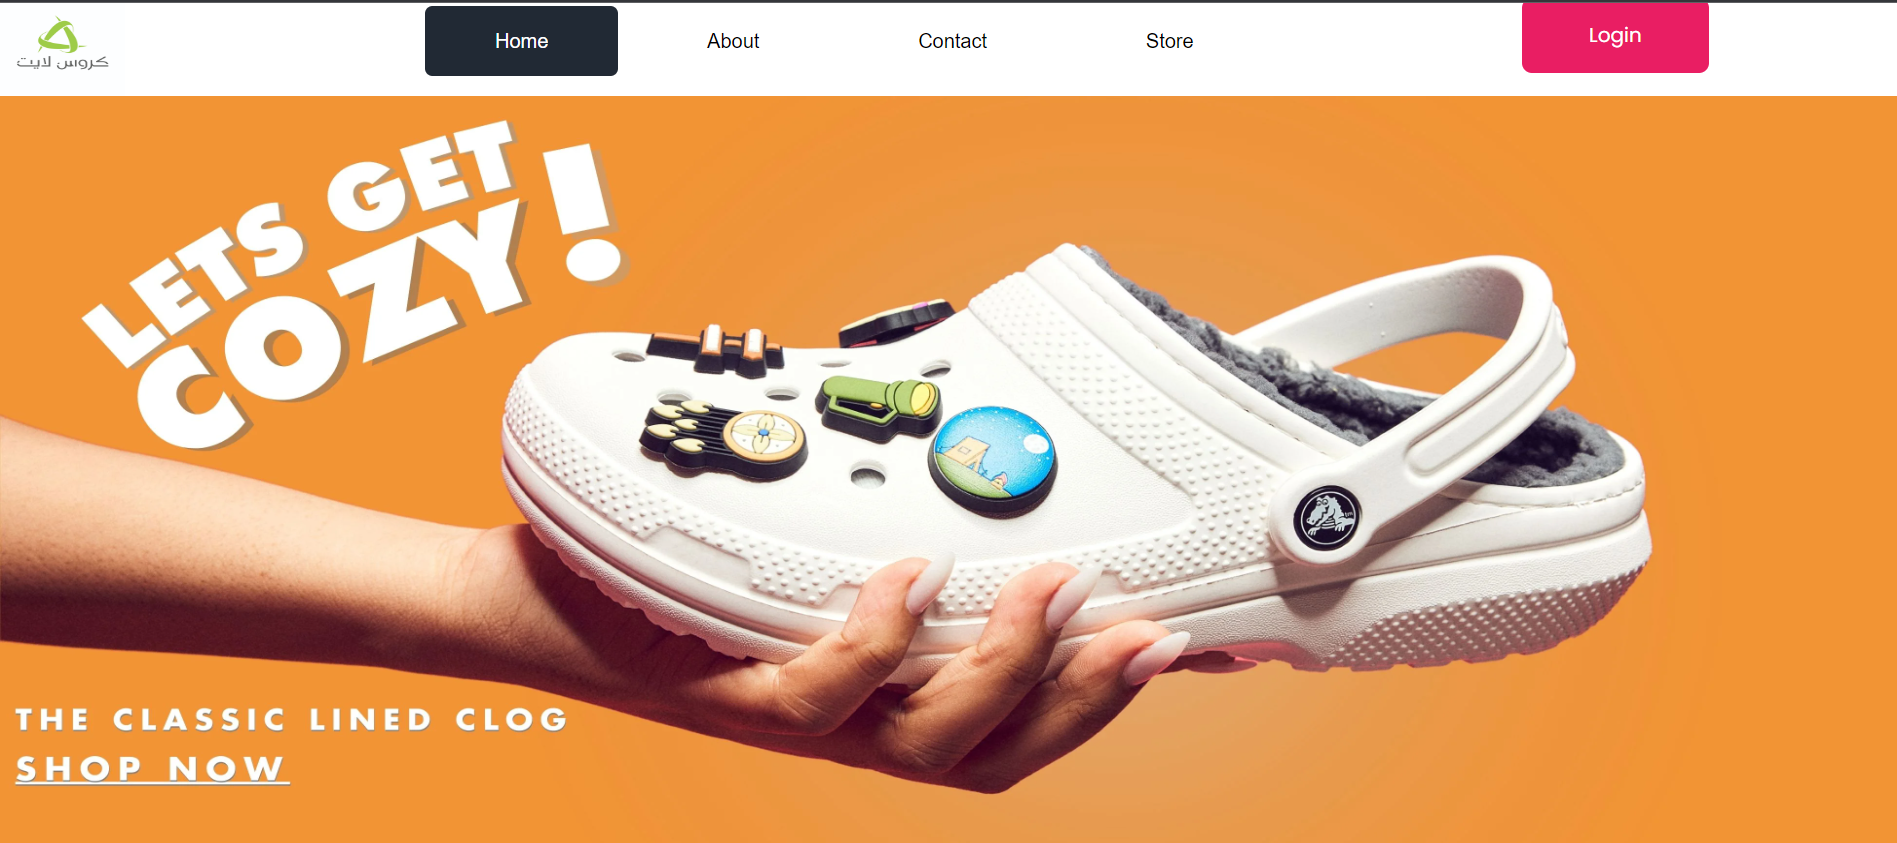 كروس لايت
Home
About
Contact
Store
Login
LETS GET
COZY!
THE CLASSIC LINED CLOG
SHOP NOW